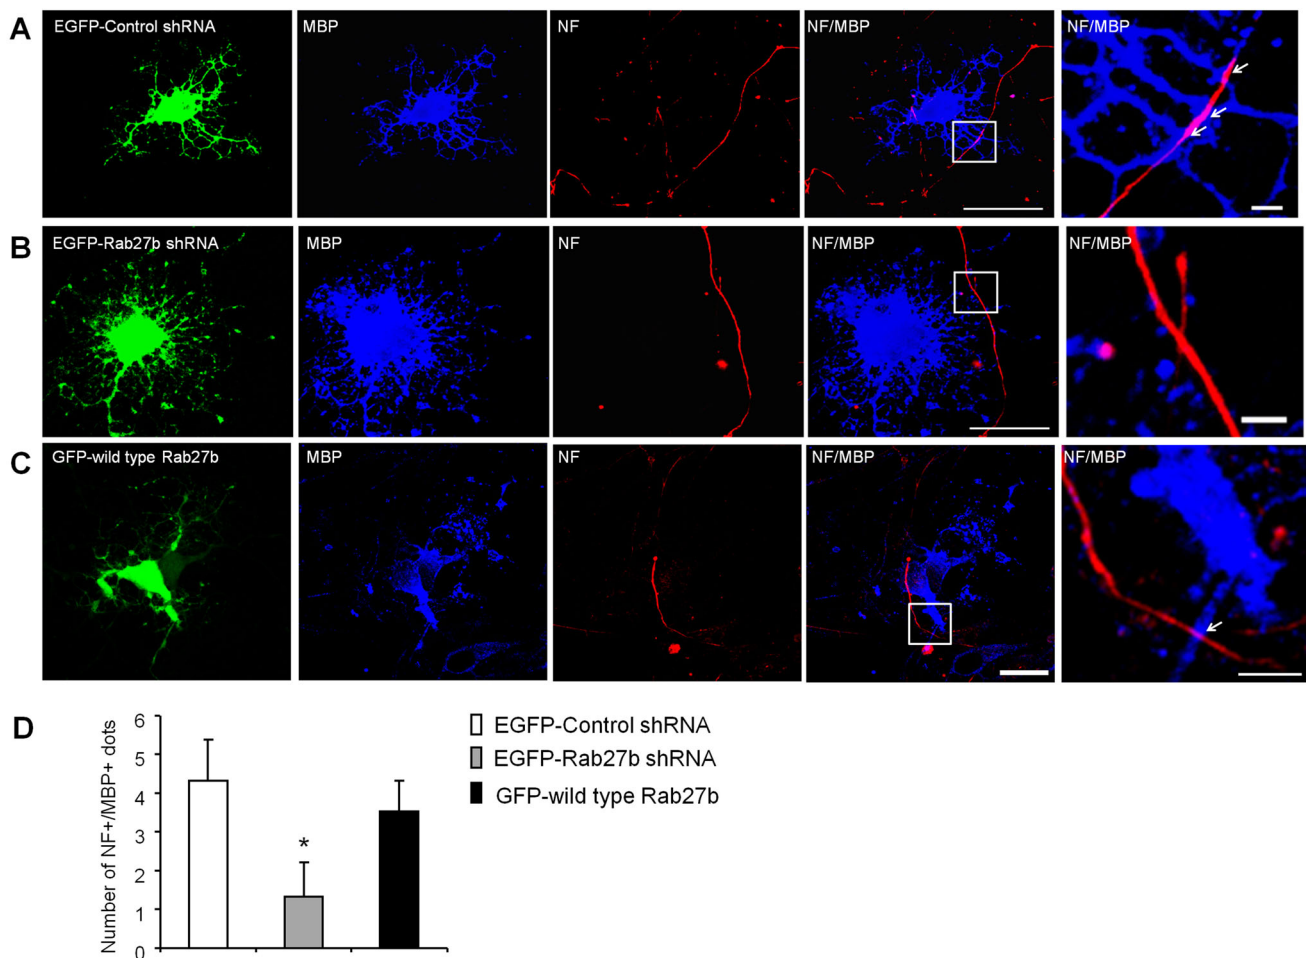 A
EGFP-Control shRNA
MBP
NF
NF/MBP
NF/MBP
B
EGFP-Rab27b shRNA
MBP
NF
NF/MBP
NF/MBP
C
GFP-wild type Rab27b
MBP
NF
NF/MBP
NF/MBP
D
Number of NF+/MBP+ dots
6
5
4
3
2
1
0
*
EGFP-Control shRNA
EGFP-Rab27b shRNA
GFP-wild type Rab27b